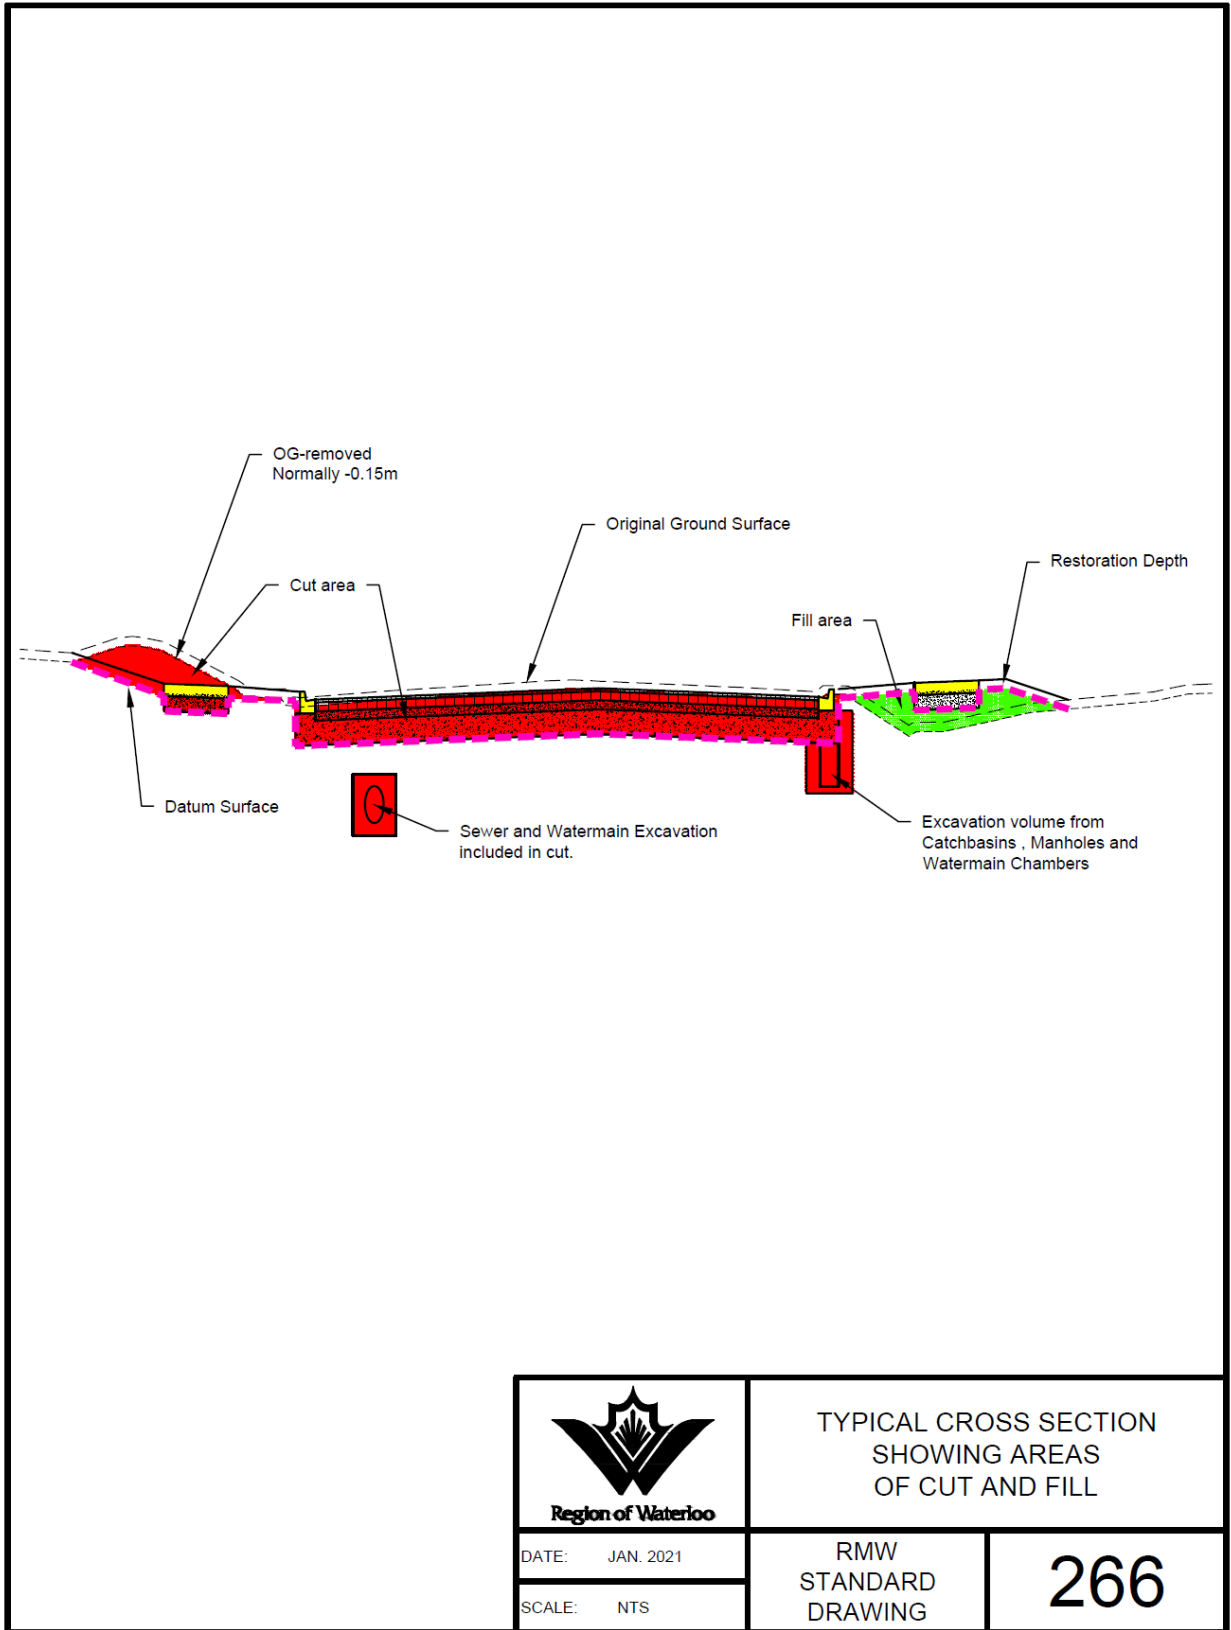 OG-removed
Normally -0.15m
Original Ground Surface
Restoration Depth
Cut area
Fill area
Datum Surface
Sewer and Watermain Excavation
included in cut.
Excavation volume from
Catchbasins , Manholes and
Watermain Chambers
Region of Waterloo
TYPICAL CROSS SECTION
SHOWING AREAS
OF CUT AND FILL
DATE: JAN. 2021
SCALE: NTS
RMW
STANDARD
DRAWING
266